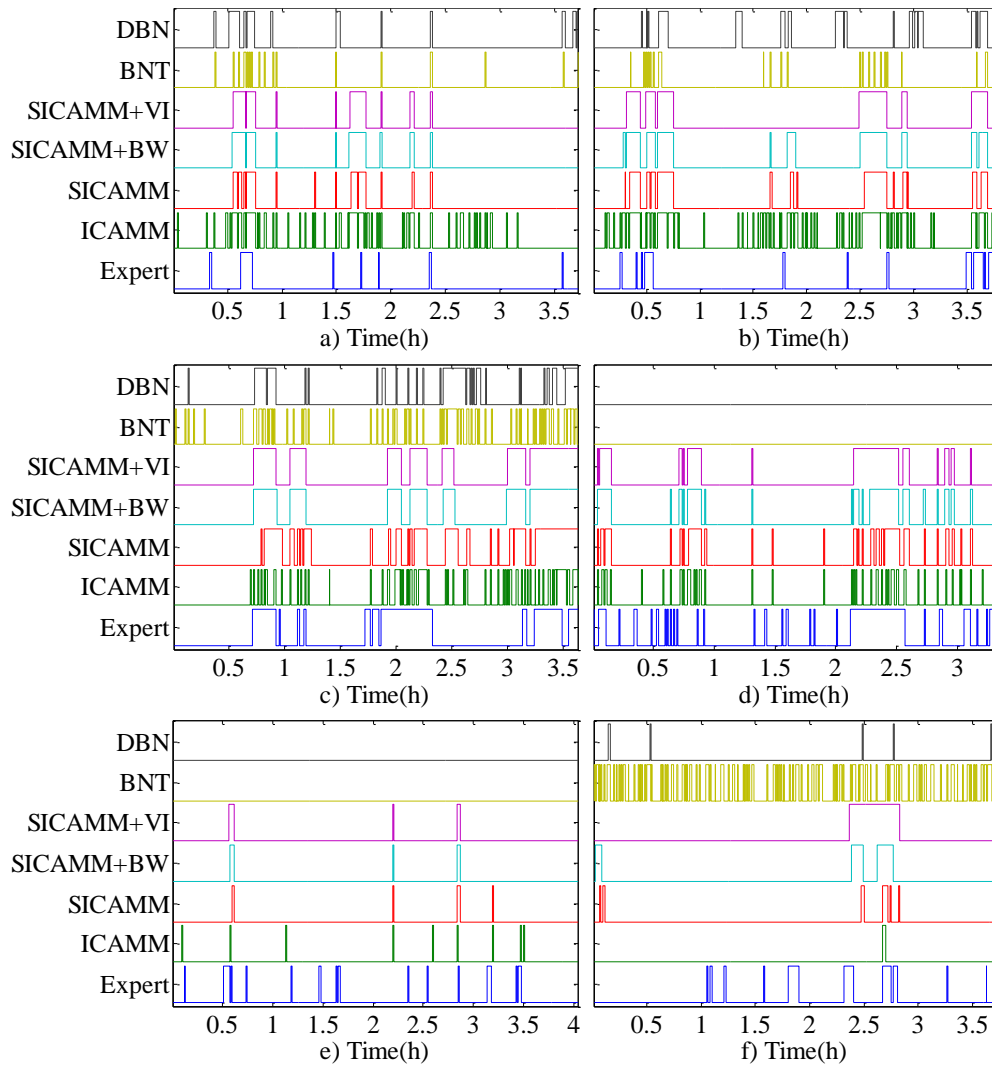 DBN
BNT
SICAMM+VI
SICAMM+BW
SICAMM
ICAMM
Expert
0.5 1 1.5 2 2.5 3 3.5
a) Time(h)
0.5 1 1.5 2 2.5 3 3.5
b) Time(h)
DBN
BNT
SICAMM+VI
SICAMM+BW
SICAMM
ICAMM
Expert
0.5 1 1.5 2 2.5 3 3.5
c) Time(h)
0.5 1 1.5 2 2.5 3
d) Time(h)
DBN
BNT
SICAMM+VI
SICAMM+BW
SICAMM
ICAMM
Expert
0.5 1 1.5 2 2.5 3 3.5 4
e) Time(h)
0.5 1 1.5 2 2.5 3 3.5
f) Time(h)